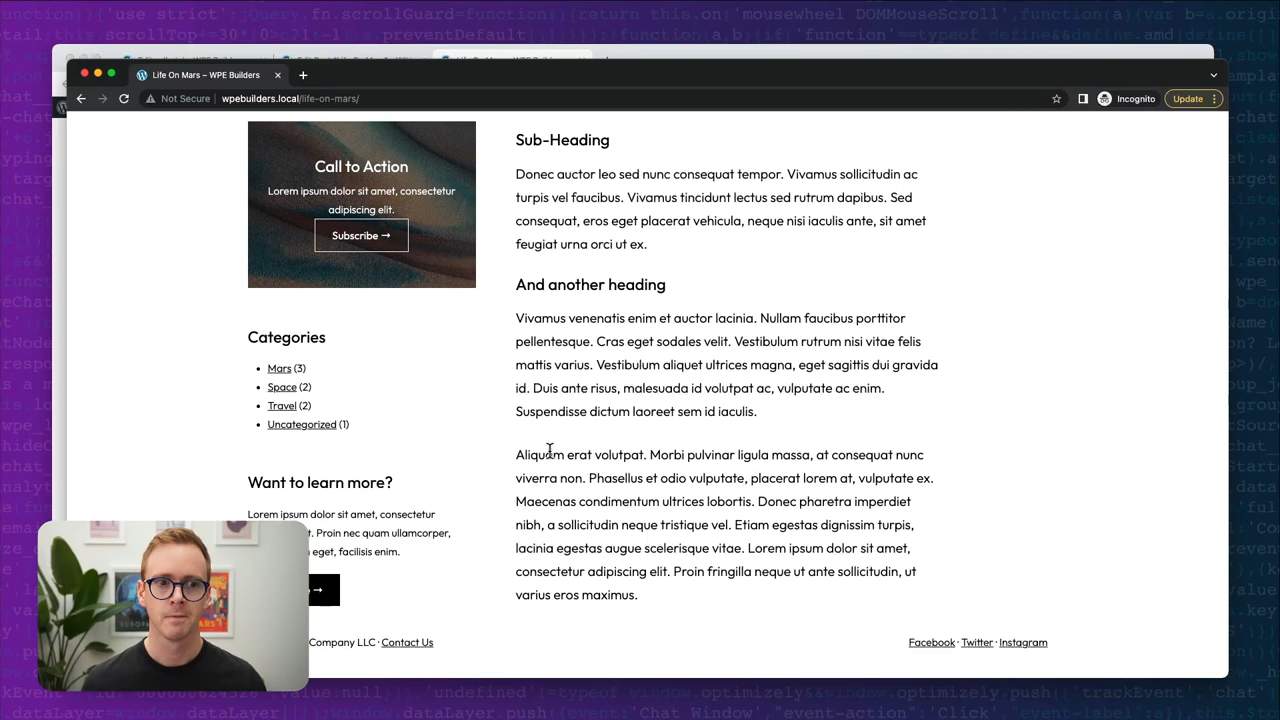 Life On Mars – WPE Builders
Not Secure
wpebuilders.local/life-on-mars/
Incognito
Update
Call to Action
Lorem ipsum dolor sit amet, consectetur
adipiscing elit.
Subscribe →
Categories
Mars (3)
Space (2)
Travel (2)
Uncategorized (1)
Want to learn more?
Lorem ipsum dolor sit amet, consectetur
t. Proin nec quam ullamcorper,
eget, facilisis enim.
→
Company LLC · Contact Us
Sub-Heading
Donec auctor leo sed nunc consequat tempor. Vivamus sollicitudin ac
turpis vel faucibus. Vivamus tincidunt lectus sed rutrum dapibus. Sed
consequat, eros eget placerat vehicula, neque nisi iaculis ante, sit amet
feugiat urna orci ut ex.
And another heading
Vivamus venenatis enim et auctor lacinia. Nullam faucibus porttitor
pellentesque. Cras eget sodales velit. Vestibulum rutrum nisi vitae felis
mattis varius. Vestibulum aliquet ultrices magna, eget sagittis dui gravida
id. Duis ante risus, malesuada id volutpat ac, vulputate ac enim.
Suspendisse dictum laoreet sem id iaculis.
Aliquam erat volutpat. Morbi pulvinar ligula massa, at consequat nunc
viverra non. Phasellus et odio vulputate, placerat lorem at, vulputate ex.
Maecenas condimentum ultrices lobortis. Donec pharetra imperdiet
nibh, a sollicitudin neque tristique vel. Etiam egestas dignissim turpis,
lacinia egestas augue scelerisque vitae. Lorem ipsum dolor sit amet,
consectetur adipiscing elit. Proin fringilla neque ut ante sollicitudin, ut
varius eros maximus.
Facebook · Twitter · Instagram